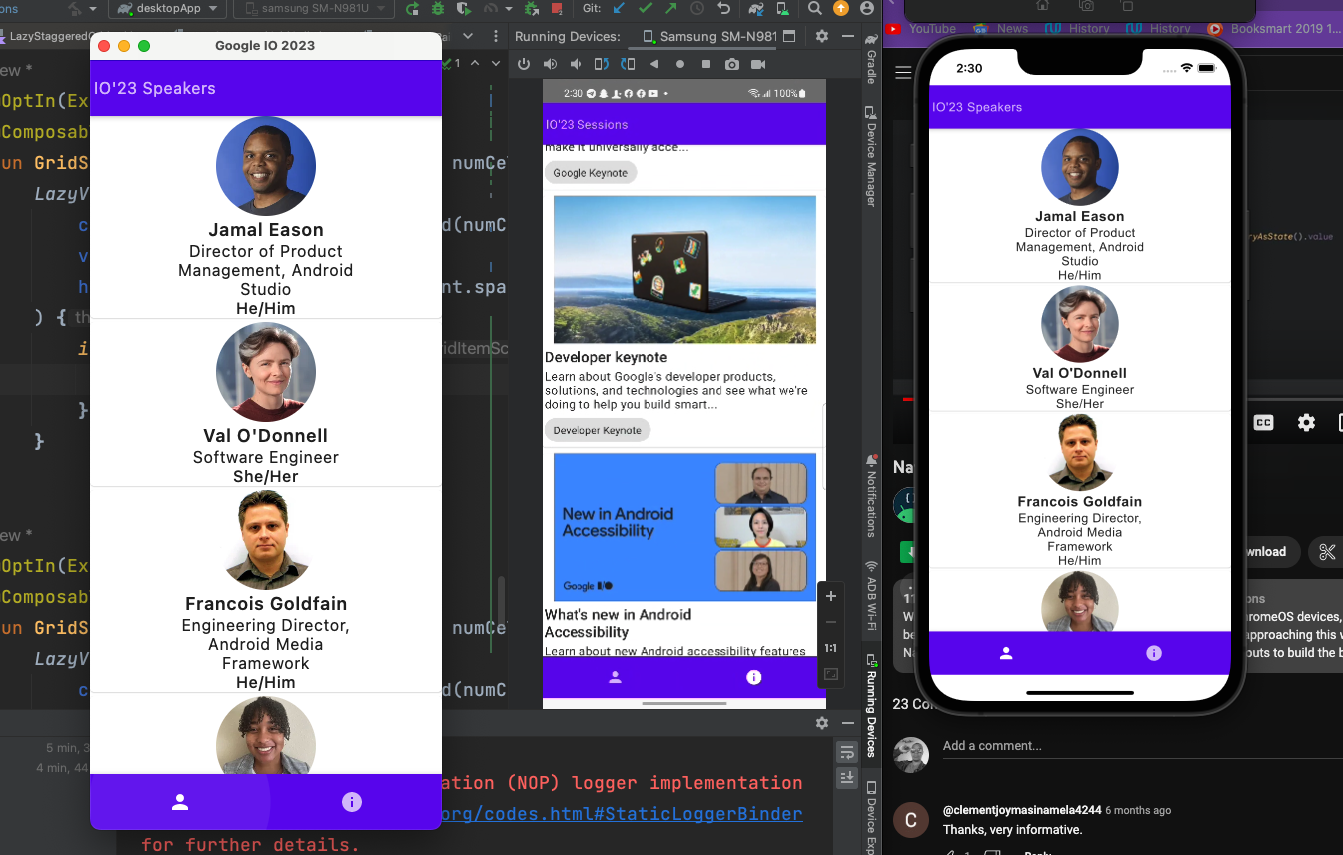 ons
desktopApp
samsung SM-N981U
Git:
LazyStaggeredG
Google IO 2023
Running Devices:
Samsung SM-N981
YouTube
News
History
History
Booksmart 2019 1...
ew *
1
IO'23 Speakers
OptIn(Ex
Composab
un GridS
numCe
LazyV
d(numC
c
v
h
nt.spa
) {
th
i
ridItemSc
}
}
ew *
OptIn(Ex
Composab
un GridS
numCe
LazyV
c
d(numC
Jamal Eason
Director of Product
Management, Android
Studio
He/Him
Val O'Donnell
Software Engineer
She/Her
Francois Goldfain
Engineering Director,
Android Media
Framework
He/Him
2:30
100%
IO'23 Sessions
make it universally acce...
Google Keynote
Developer keynote
Learn about Google's developer products,
solutions, and technologies and see what we're
doing to help you build smart...
Developer Keynote
New in Android
Accessibility
Google I/O
What's new in Android
Accessibility
Learn about new Android accessibility features
1:1
Gradle
Device Manager
Notifications
ADB Wi-Fi
Running Devices
Device Exp
2:30
IO'23 Speakers
Jamal Eason
Director of Product
Management, Android
Studio
He/Him
Val O'Donnell
Software Engineer
She/Her
Francois Goldfain
Engineering Director,
Android Media
Framework
He/Him
ryAsState().value
CC
Na
wnload
11
ons
W
hromeOS devices,
be
approaching this w
Na
outs to build the b
23 Co
Add a comment...
C
@clementjoymasinamela4244 6 months ago
Thanks, very informative.
1
Reply
5 min, 3
4 min, 44
ation (NOP) logger implementation
org/codes.html#StaticLoggerBinder
for further details.